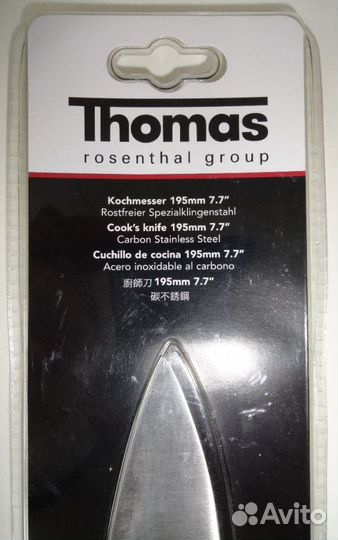 Thomas
rosenthal group
Kochmesser 195mm 7.7"
Rostfreier Spezialklingenstahl
Cook's knife 195mm 7.7"
Carbon Stainless Steel
Cuchillo de cocina 195mm 7.7"
Acero inoxidable al carbono
廚師刀 195mm 7.7"
碳不銹鋼
Avito